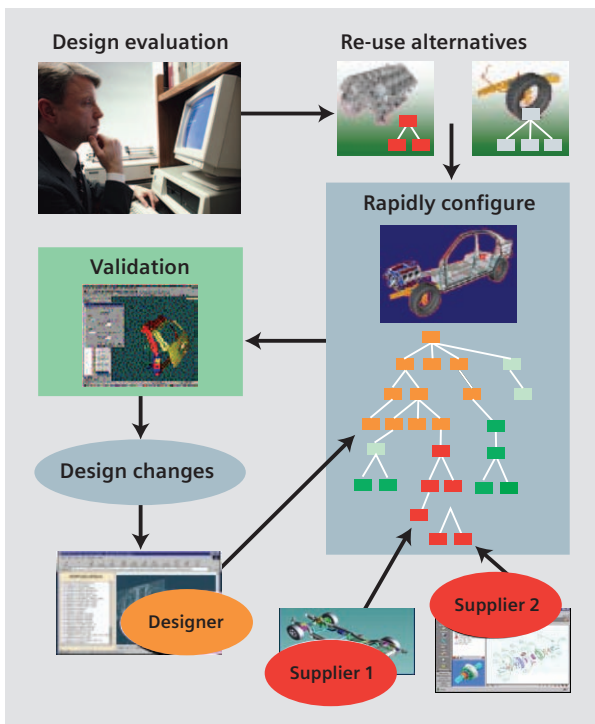 Design evaluation
Re-use alternatives
Rapidly configure
Validation
Design changes
Designer
Supplier 1
Supplier 2